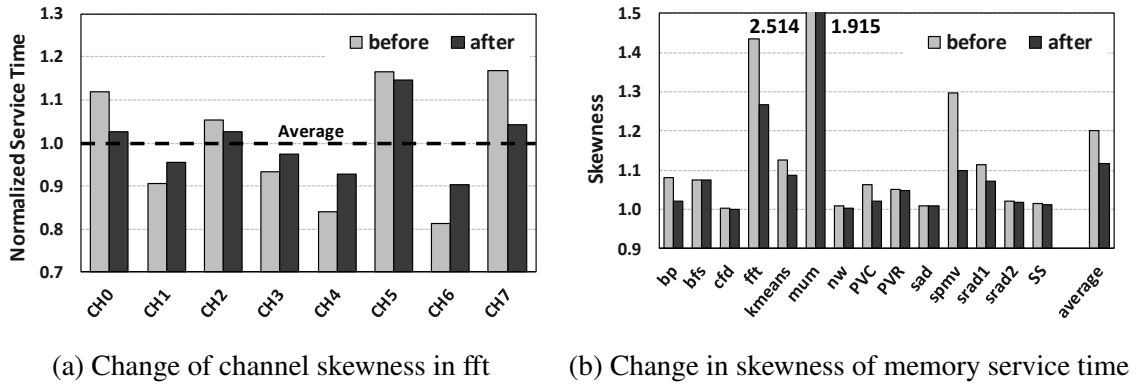 1.3
1.2
1.1
1.0
0.9
0.8
0.7
Normalized Service Time
before after
Average
CH0 CH1 CH2 CH3 CH4 CH5 CH6 CH7
(a) Change of channel skewness in fft
1.5
1.4
1.3
1.2
1.1
1.0
0.9
Skewness
2.514 1.915
before after
bp bfs cfd fft kmeans mum nw PVC PVR sad spmv srad1 srad2 SS average
(b) Change in skewness of memory service time